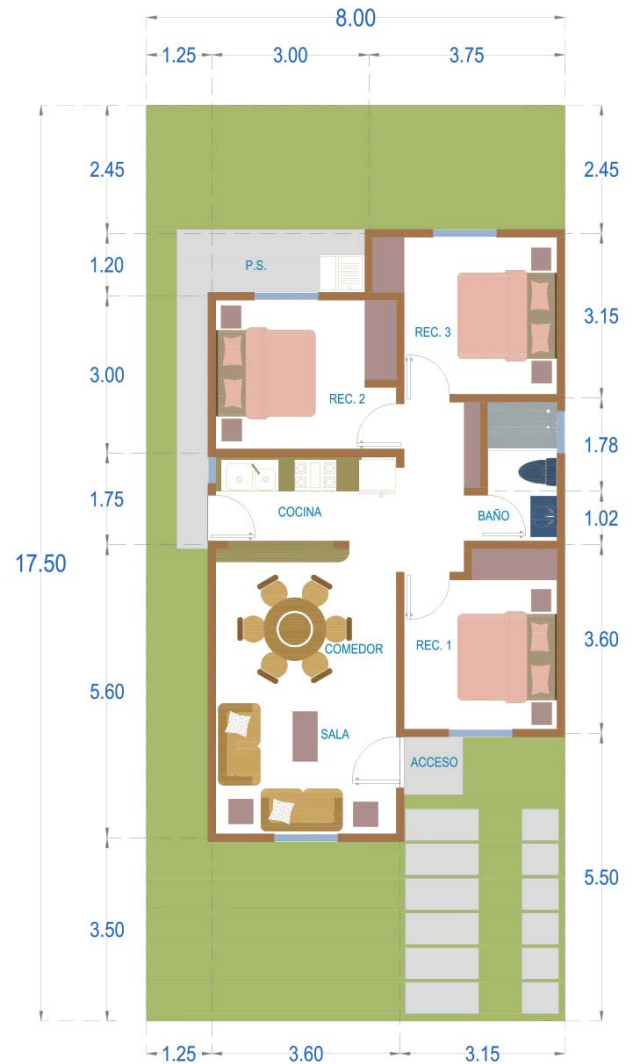 8.00
1.25 3.00 3.75
2.45 2.45
1.20
P.S.
3.15
REC. 3
3.00
REC. 2
1.78
1.75
COCINA BAÑO
1.02
17.50
3.60
COMEDOR REC. 1
5.60
SALA
ACCESO
5.50
3.50
1.25 3.60 3.15